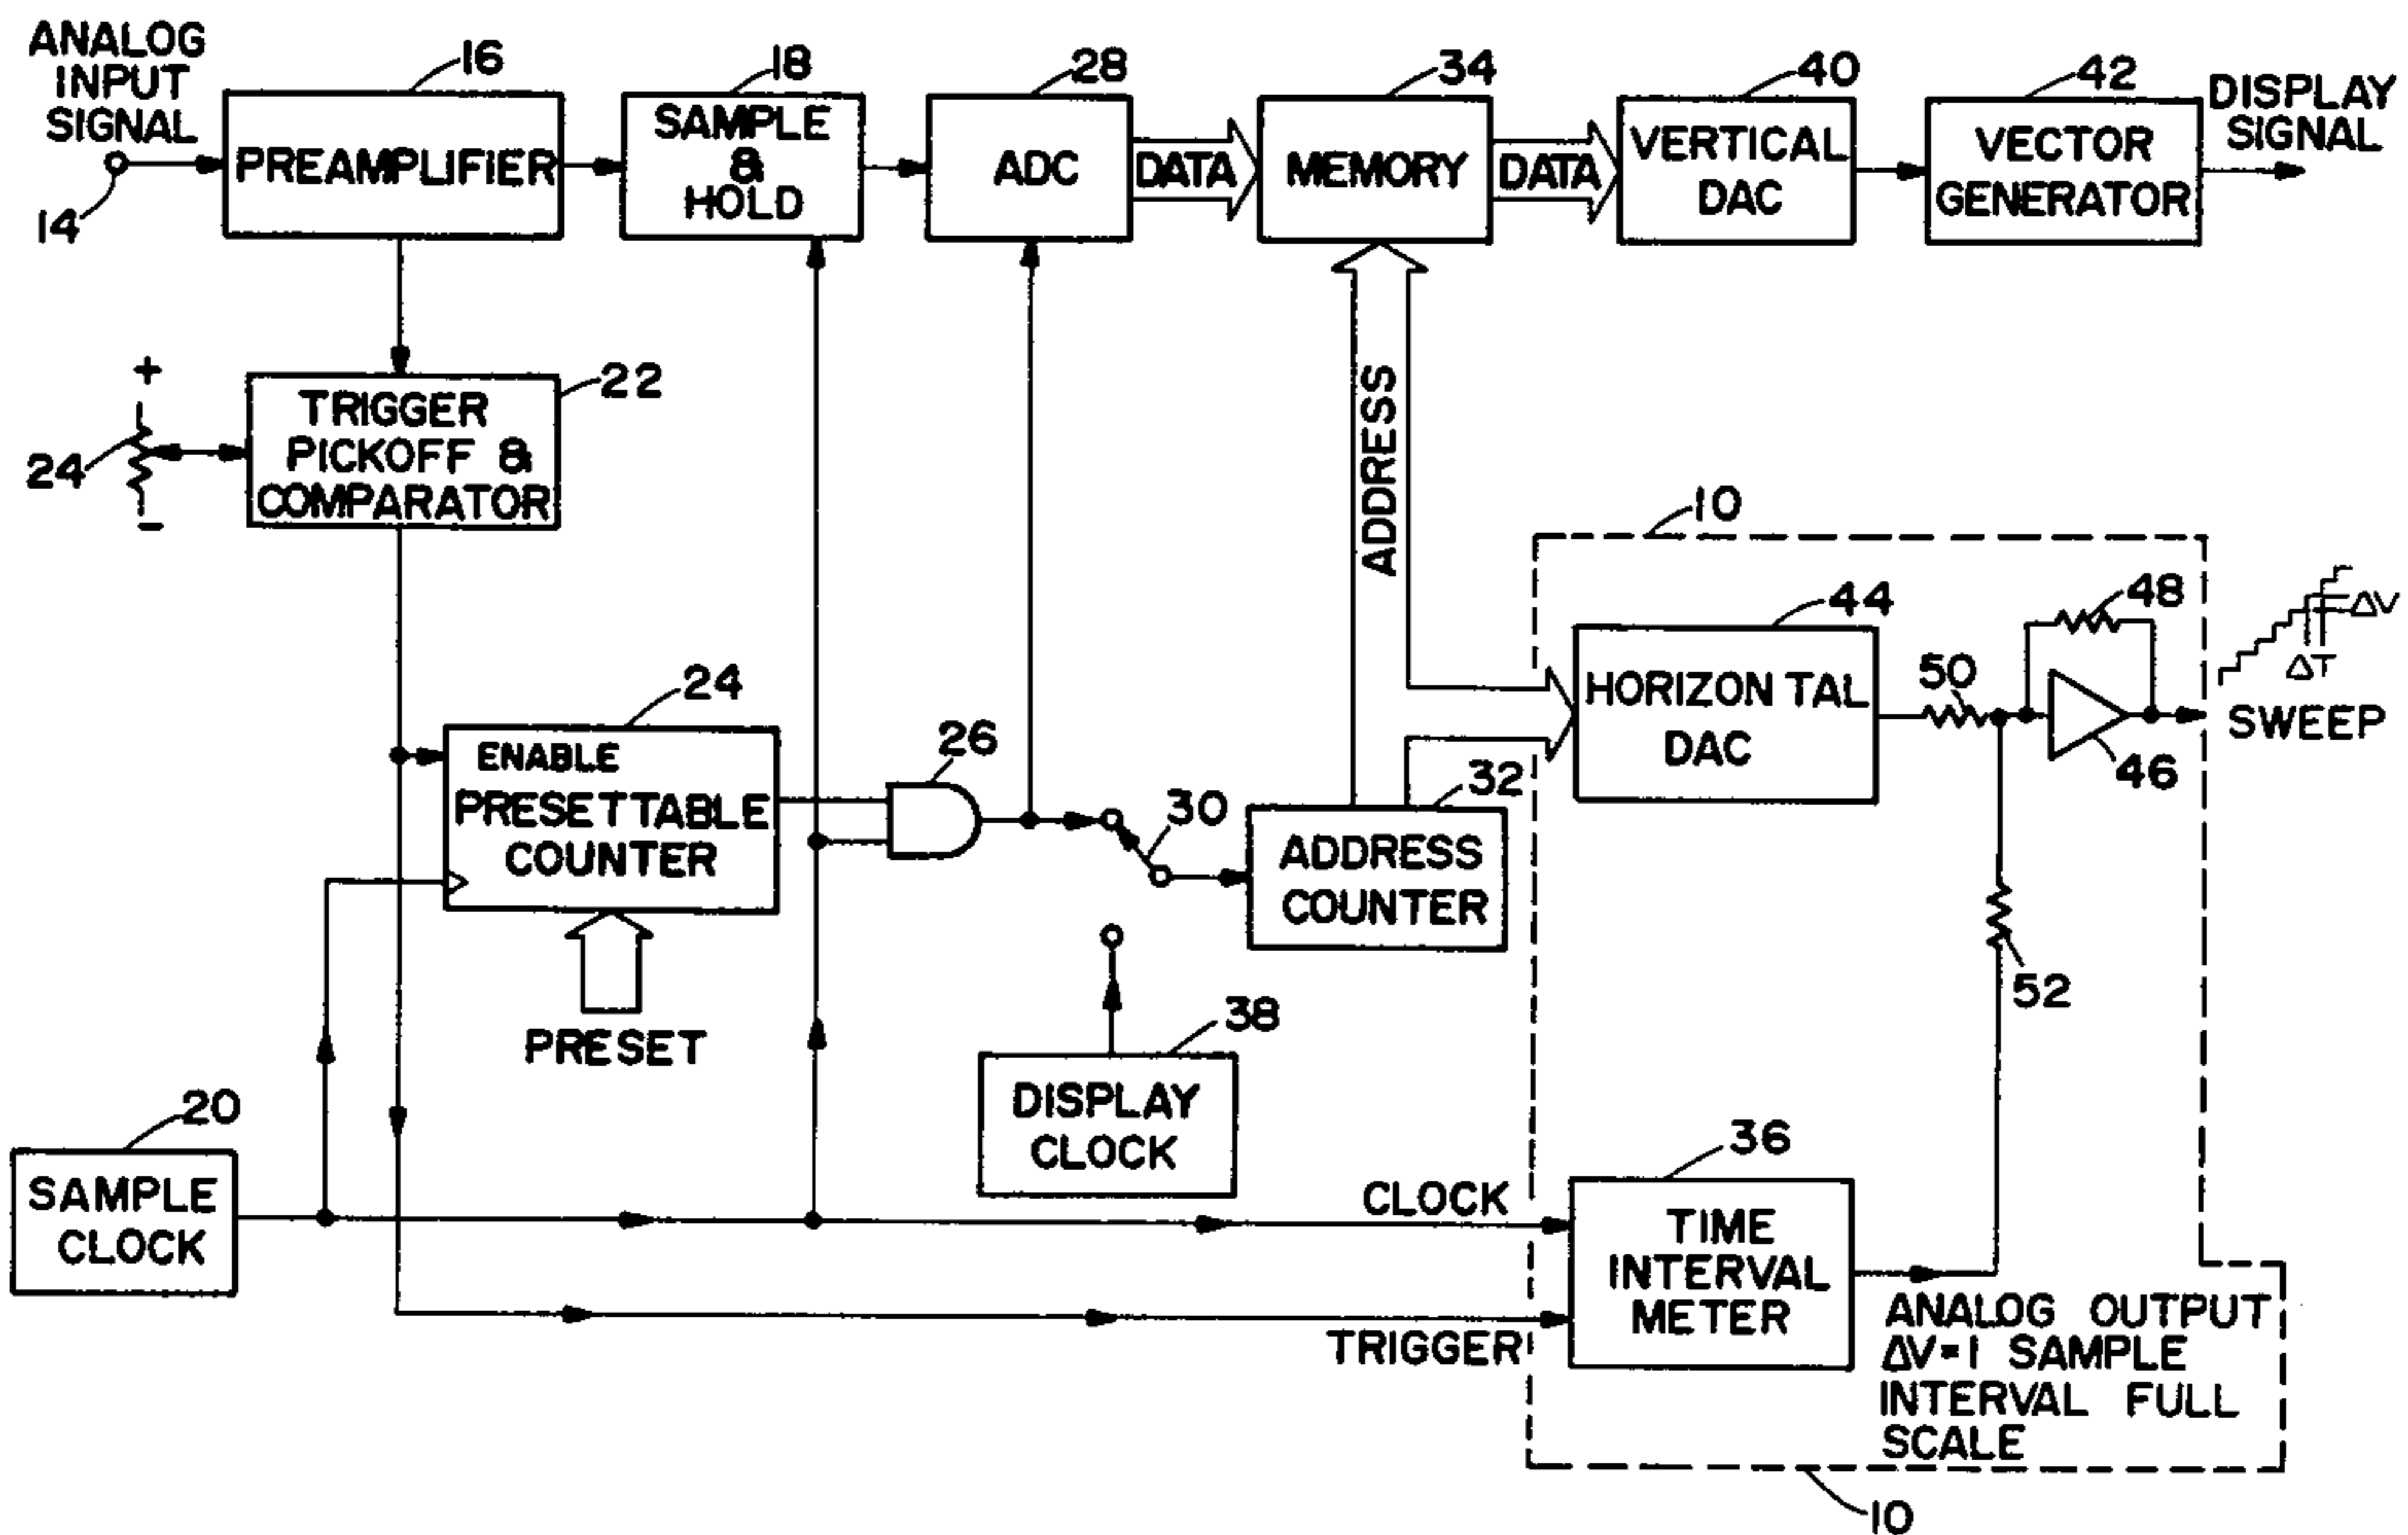 ANALOG
INPUT
SIGNAL
14
16
PREAMPLIFIER
18
SAMPLE
&
HOLD
28
ADC
DATA
34
MEMORY
DATA
40
VERTICAL
DAC
42
VECTOR
GENERATOR
DISPLAY
SIGNAL
+
24
-
22
TRIGGER
PICKOFF &
COMPARATOR
ADDRESS
10
24
ENABLE
PRESETTABLE
COUNTER
PRESET
26
30
32
ADDRESS
COUNTER
44
HORIZON TAL
DAC
50
48
46
ΔV
ΔT
SWEEP
52
38
DISPLAY
CLOCK
20
SAMPLE
CLOCK
CLOCK
TRIGGER
36
TIME
INTERVAL
METER
ANALOG OUTPUT
ΔV=1 SAMPLE
INTERVAL FULL
SCALE
10